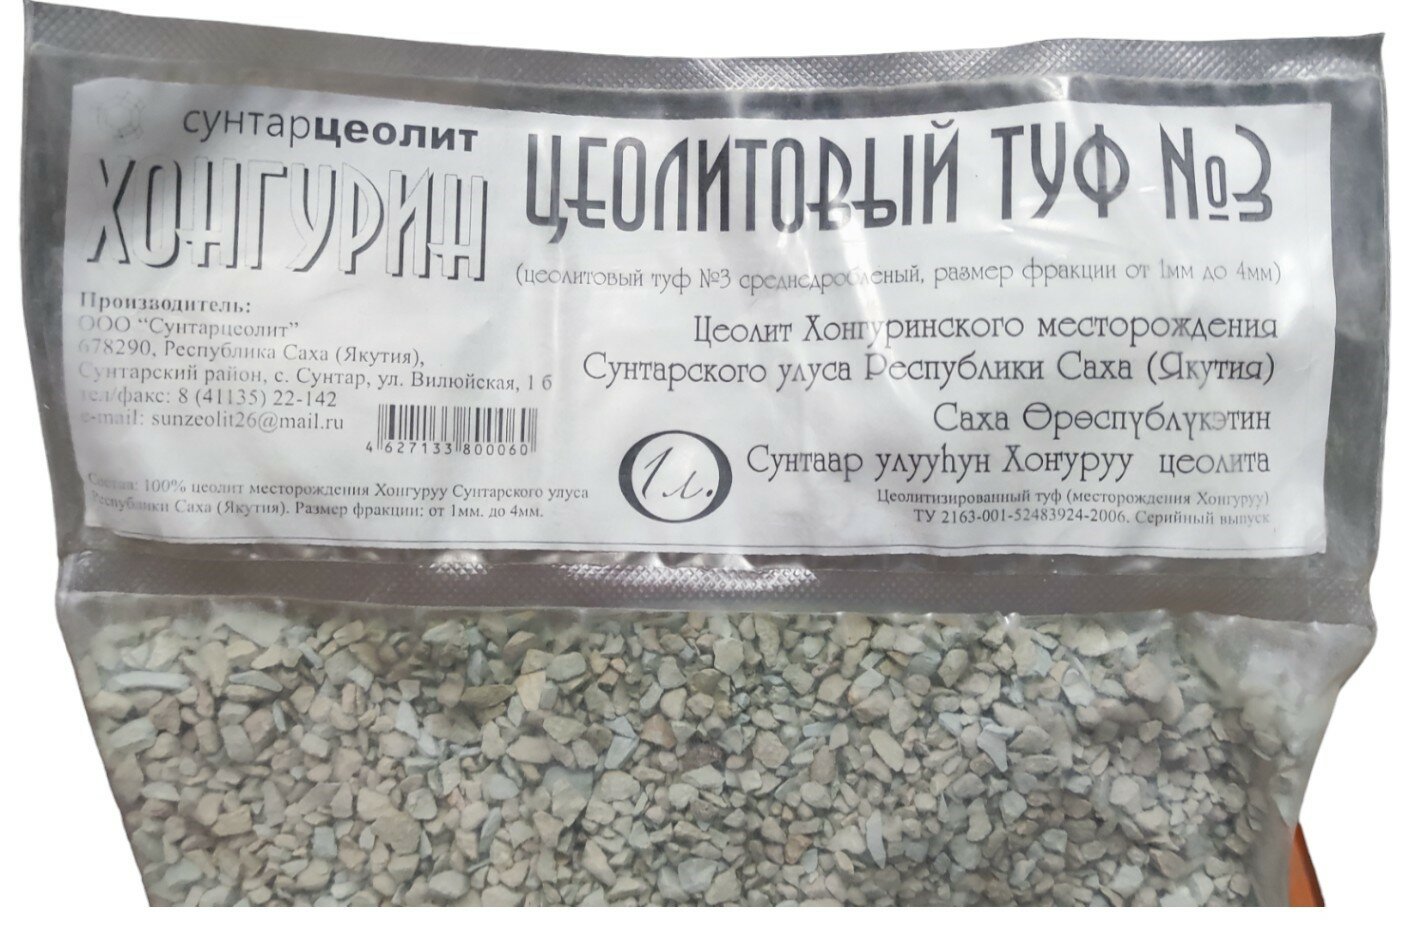 сунтарцеолит
ХОНГУРИН
Производитель:
ООО "Сунтарцеолит"
678290, Республика Саха (Якутия),
Сунтарский район, с. Сунтар, ул. Вилюйская, 1 б
тел/факс: 8 (41135) 22-142
e-mail: sunzeolit26@mail.ru
4 627133 800060
Состав: 100% цеолит месторождения Хонгуруу Сунтарского улуса
Республики Саха (Якутия). Размер фракции: от 1мм. до 4мм.
ЦЕОЛИТОВЫЙ ТУФ №3
(цеолитовый туф №3 среднедробленый, размер фракции от 1мм до 4мм)
Цеолит Хонгуринского месторождения
Сунтарского улуса Республики Саха (Якутия)
Саха Өрөспүблүкэтин
Сунтаар улууһун Хоҥуруу цеолита
1л.
Цеолитизированный туф (месторождения Хонгуруу)
ТУ 2163-001-52483924-2006. Серийный выпуск